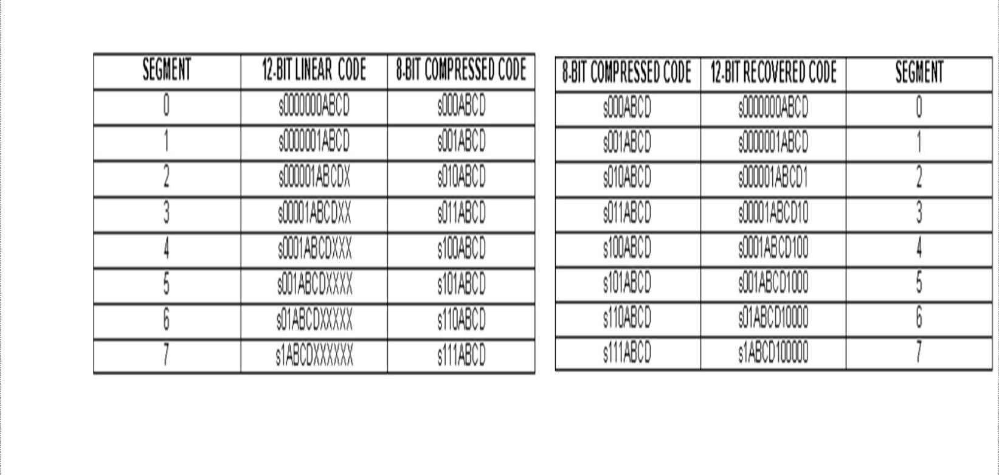 SEGMENT 12-BIT LINEAR CODE 8-BIT COMPRESSED CODE
0 s0000000ABCD s000ABCD
1 s0000001ABCD s001ABCD
2 s000001ABCDX s010ABCD
3 s00001ABCDXX s011ABCD
4 s0001ABCDXXX s100ABCD
5 s001ABCDXXXX s101ABCD
6 s01ABCDXXXXX s110ABCD
7 s1ABCDXXXXXX s111ABCD
8-BIT COMPRESSED CODE 12-BIT RECOVERED CODE SEGMENT
s000ABCD s0000000ABCD 0
s001ABCD s0000001ABCD 1
s010ABCD s000001ABCD1 2
s011ABCD s00001ABCD10 3
s100ABCD s0001ABCD100 4
s101ABCD s001ABCD1000 5
s110ABCD s01ABCD10000 6
s111ABCD s1ABCD100000 7